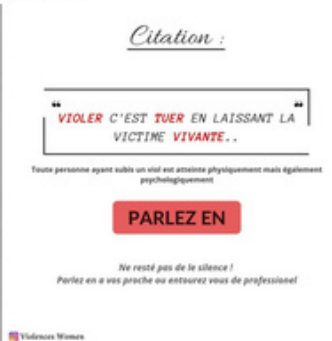 Citation :
" VIOLER C'EST TUER EN LAISSANT LA "
VICTIME VIVANTE..
Toute personne ayant subis un viol est atteinte physiquement mais également
psychologiquement
PARLEZ EN
Ne resté pas de le silence !
Parlez en a vos proche ou entourez vous de professionel
Violences Women